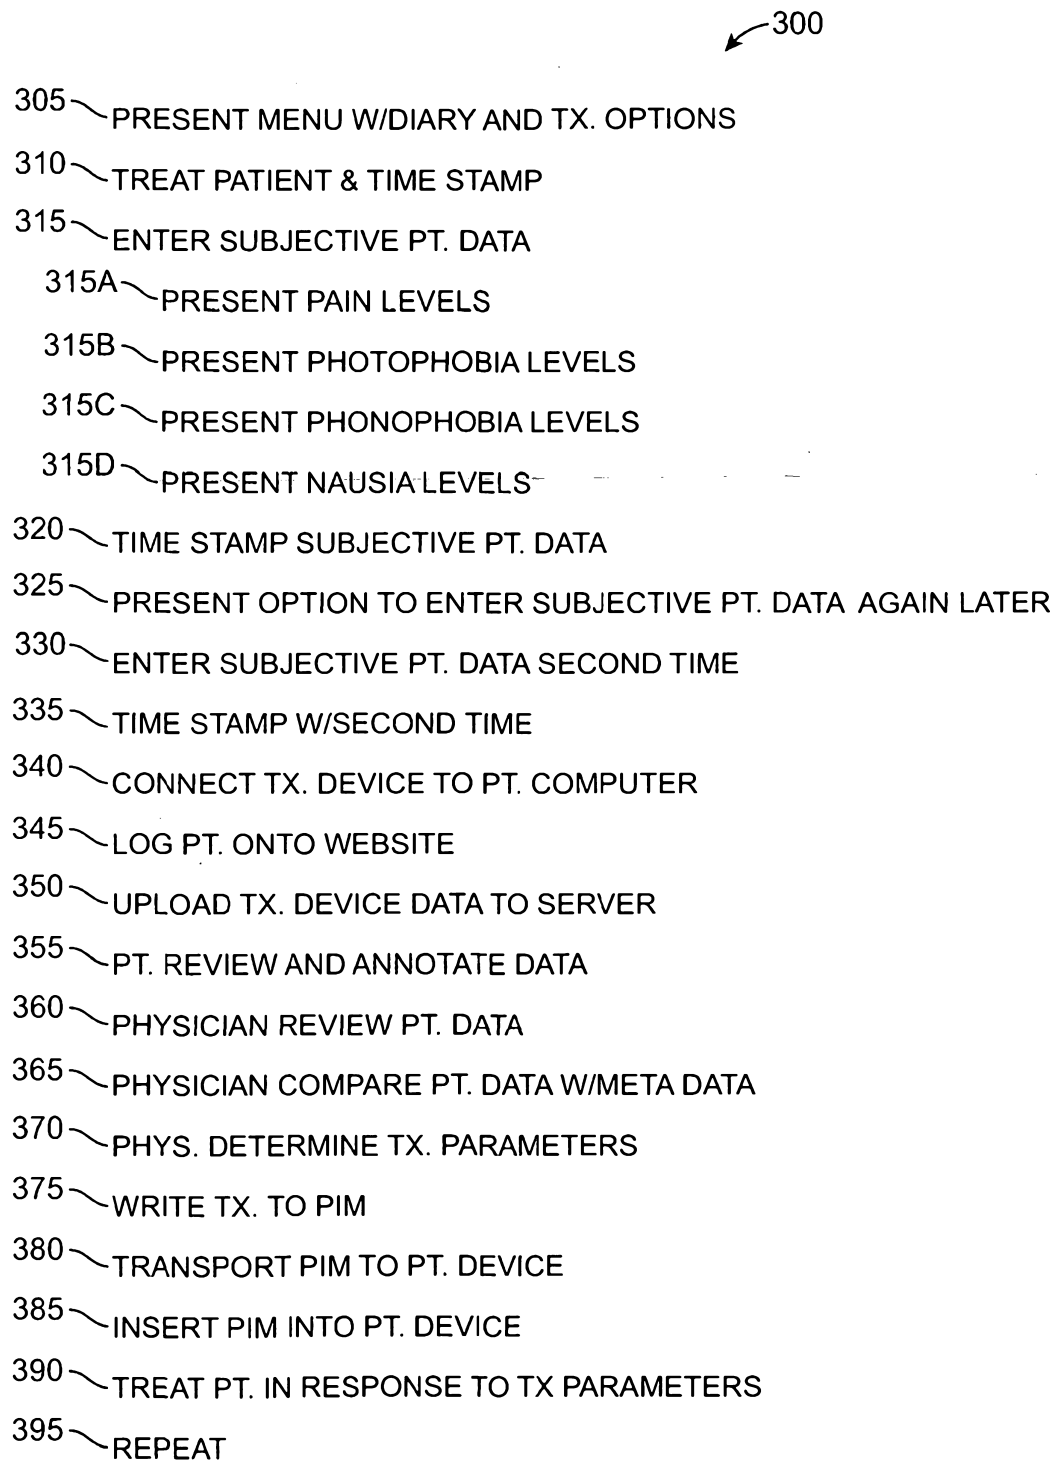 300
305 PRESENT MENU W/DIARY AND TX. OPTIONS
310 TREAT PATIENT & TIME STAMP
315 ENTER SUBJECTIVE PT. DATA
315A PRESENT PAIN LEVELS
315B PRESENT PHOTOPHOBIA LEVELS
315C PRESENT PHONOPHOBIA LEVELS
315D PRESENT NAUSIA LEVELS
320 TIME STAMP SUBJECTIVE PT. DATA
325 PRESENT OPTION TO ENTER SUBJECTIVE PT. DATA AGAIN LATER
330 ENTER SUBJECTIVE PT. DATA SECOND TIME
335 TIME STAMP W/SECOND TIME
340 CONNECT TX. DEVICE TO PT. COMPUTER
345 LOG PT. ONTO WEBSITE
350 UPLOAD TX. DEVICE DATA TO SERVER
355 PT. REVIEW AND ANNOTATE DATA
360 PHYSICIAN REVIEW PT. DATA
365 PHYSICIAN COMPARE PT. DATA W/META DATA
370 PHYS. DETERMINE TX. PARAMETERS
375 WRITE TX. TO PIM
380 TRANSPORT PIM TO PT. DEVICE
385 INSERT PIM INTO PT. DEVICE
390 TREAT PT. IN RESPONSE TO TX PARAMETERS
395 REPEAT